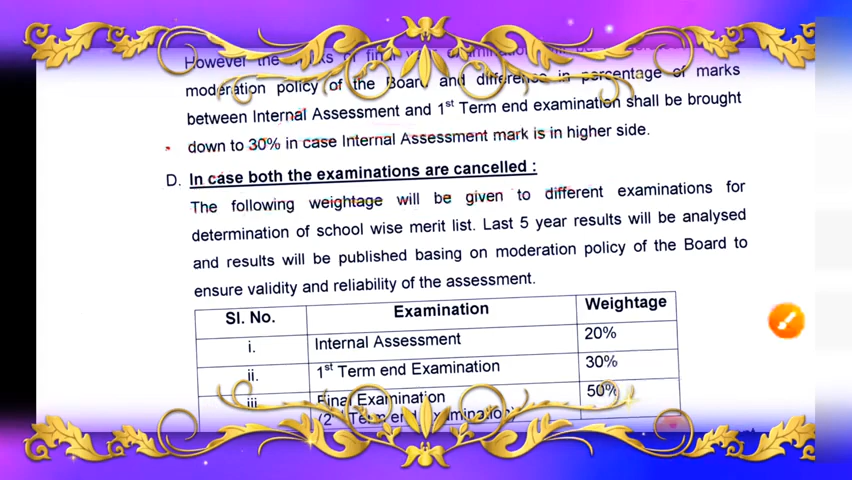 However the
moderation policy of the Board and difference in percentage of marks
between Internal Assessment and 1st Term end examination shall be brought
down to 30% in case Internal Assessment mark is in higher side.
D. In case both the examinations are cancelled :
The following weightage will be given to different examinations for
determination of school wise merit list. Last 5 year results will be analysed
and results will be published basing on moderation policy of the Board to
ensure validity and reliability of the assessment.
Sl. No. Examination Weightage
i. Internal Assessment 20%
ii. 1st Term end Examination 30%
iii Final Examination 50%
(2nd Term end Examination)